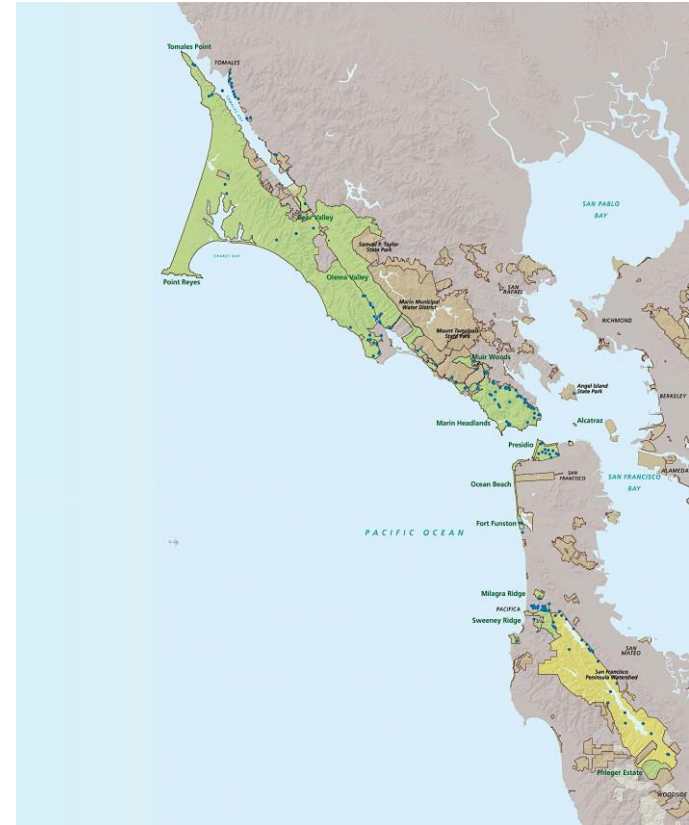 Tomales Point
TOMALES
TOMALES BAY
SAN PABLO
BAY
Bear Valley
Samuel P. Taylor
State Park
DRAKES BAY
Point Reyes
Olema Valley
SAN
RAFAEL
Marin Municipal
Water District
RICHMOND
Mount Tamalpais
State Park
Muir Woods
Angel Island
State Park
BERKELEY
Marin Headlands
Alcatraz
Presidio
ALAMEDA
SAN
FRANCISCO
SAN FRANCISCO
BAY
Ocean Beach
Fort Funston
PACIFIC OCEAN
Milagra Ridge
PACIFICA
Sweeney Ridge
SAN
MATEO
San Francisco
Peninsula Watershed
Phleger Estate
WOODSIDE